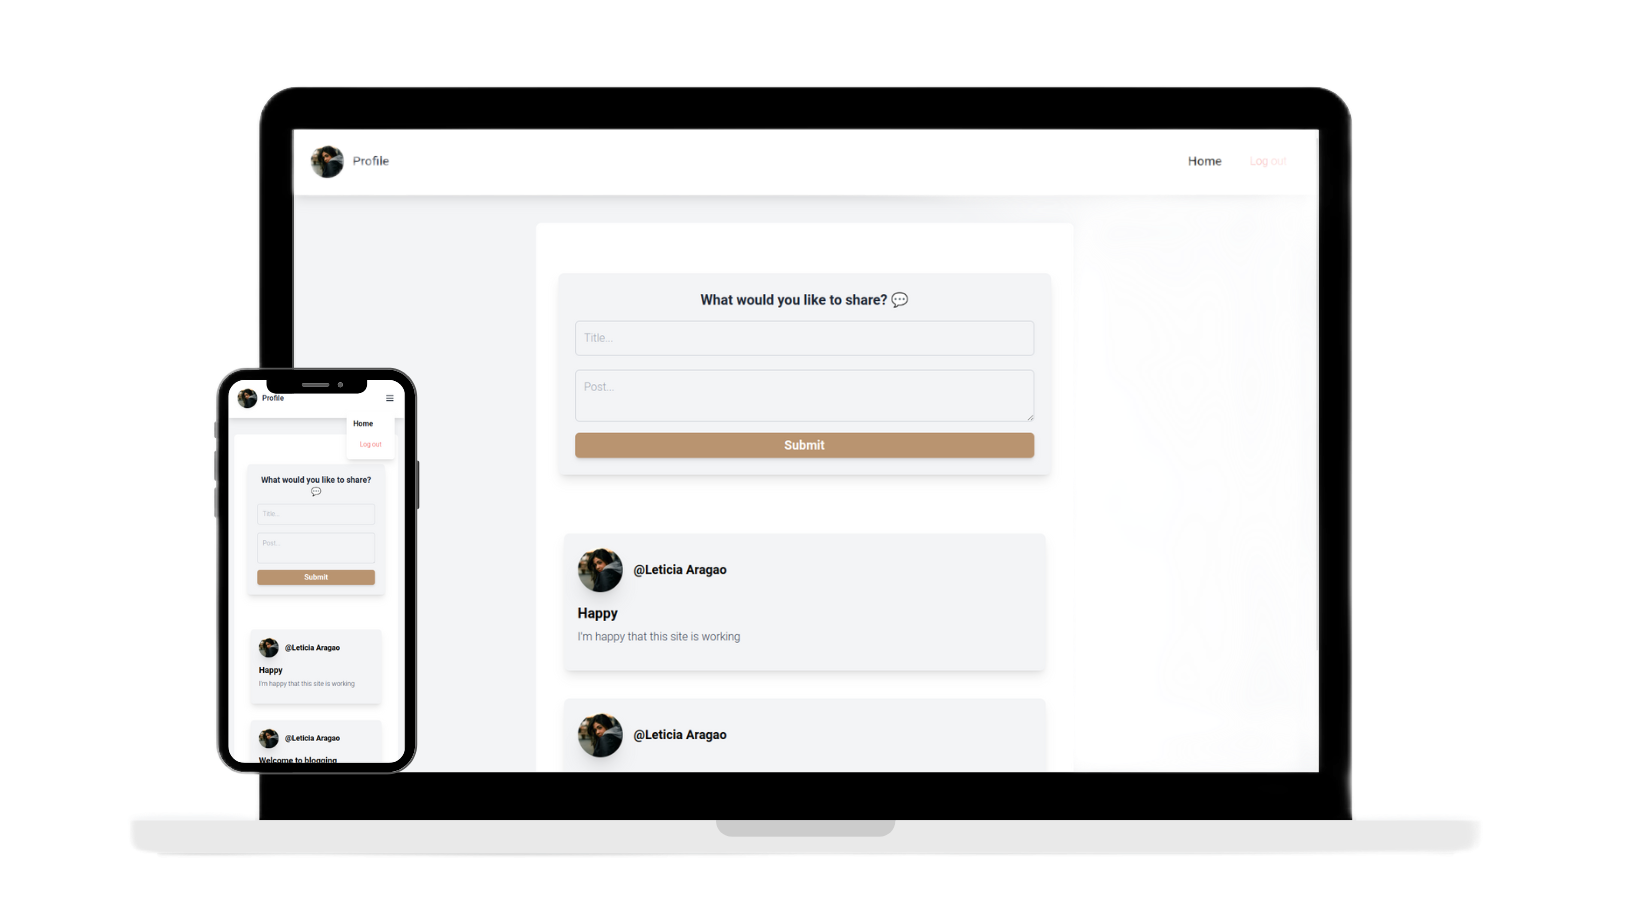 Profile
Home
Log out
What would you like to share? 💬
Title...
Post...
Submit
@Leticia Aragao
Happy
I'm happy that this site is working
@Leticia Aragao
Profile
Home
Log out
What would you like to share?
💬
Title...
Post...
Submit
@Leticia Aragao
Happy
I'm happy that this site is working
@Leticia Aragao
Welcome to blogging